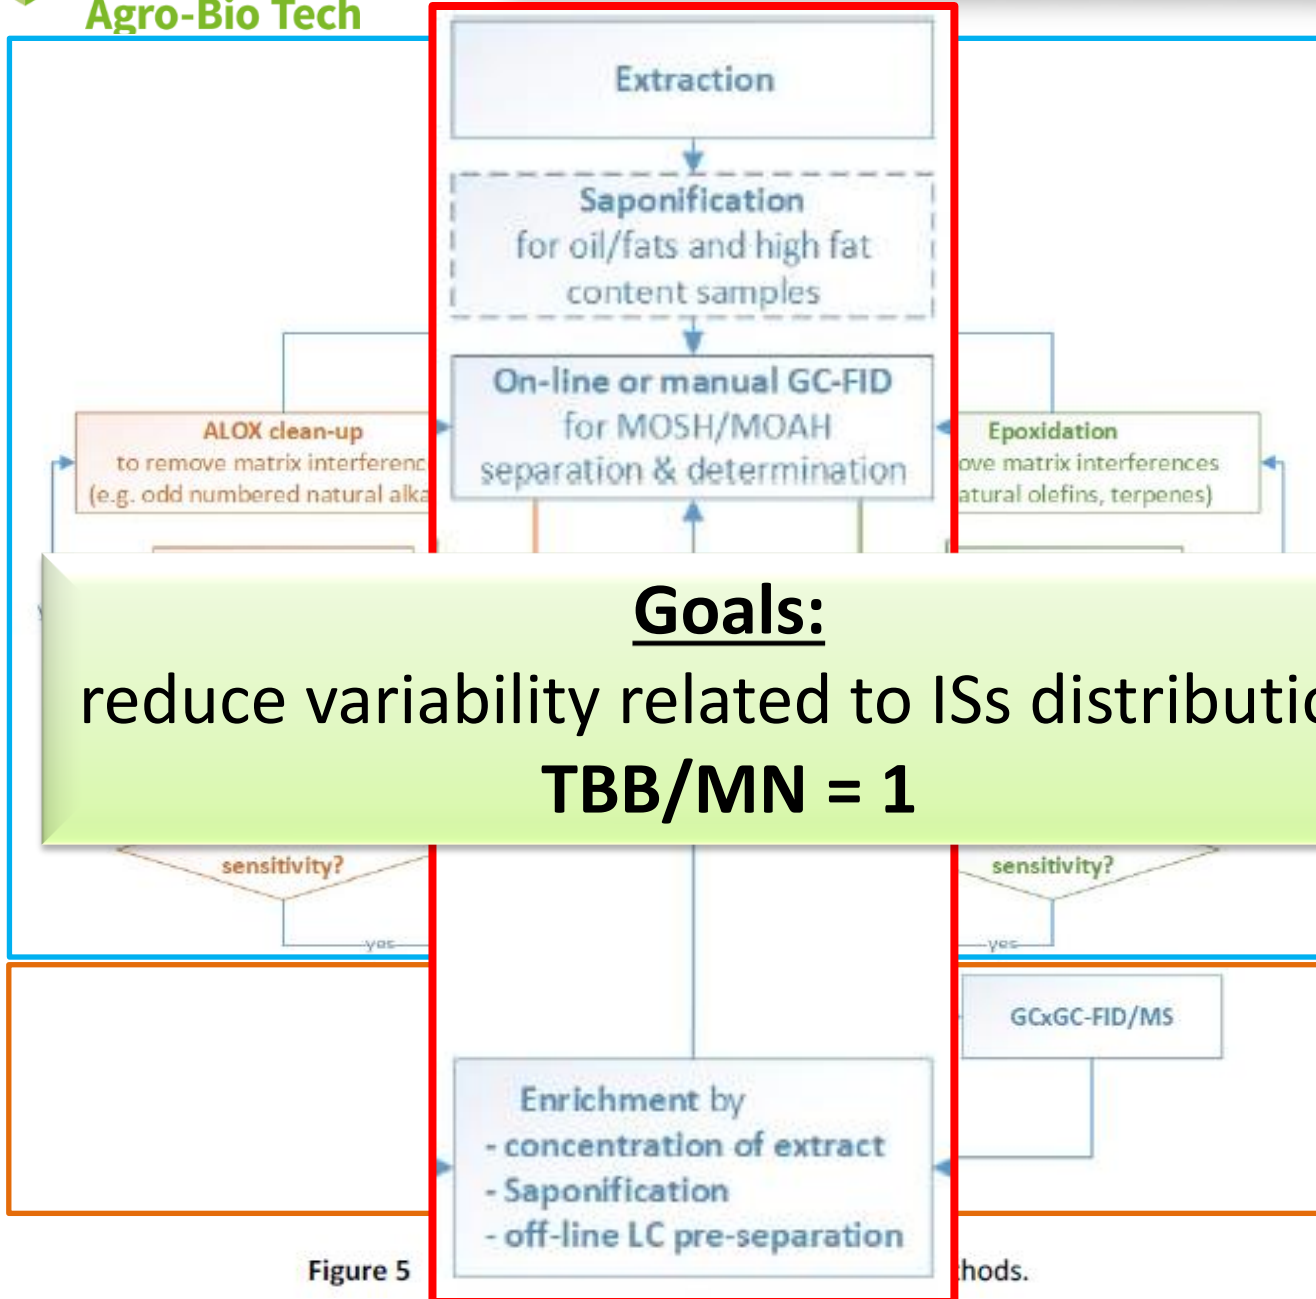 Agro-Bio Tech
Extraction
Saponification
for oil/fats and high fat
content samples
On-line or manual GC-FID
for MOSH/MOAH
separation & determination
ALOX clean-up
to remove matrix interferenc
(e.g. odd numbered natural alka
Epoxidation
ove matrix interferences
atural olefins, terpenes)
Goals:
reduce variability related to ISs distributio
TBB/MN = 1
sensitivity?
yes
sensitivity?
yes
GCxGC-FID/MS
Enrichment by
- concentration of extract
- Saponification
- off-line LC pre-separation
Figure 5
thods.